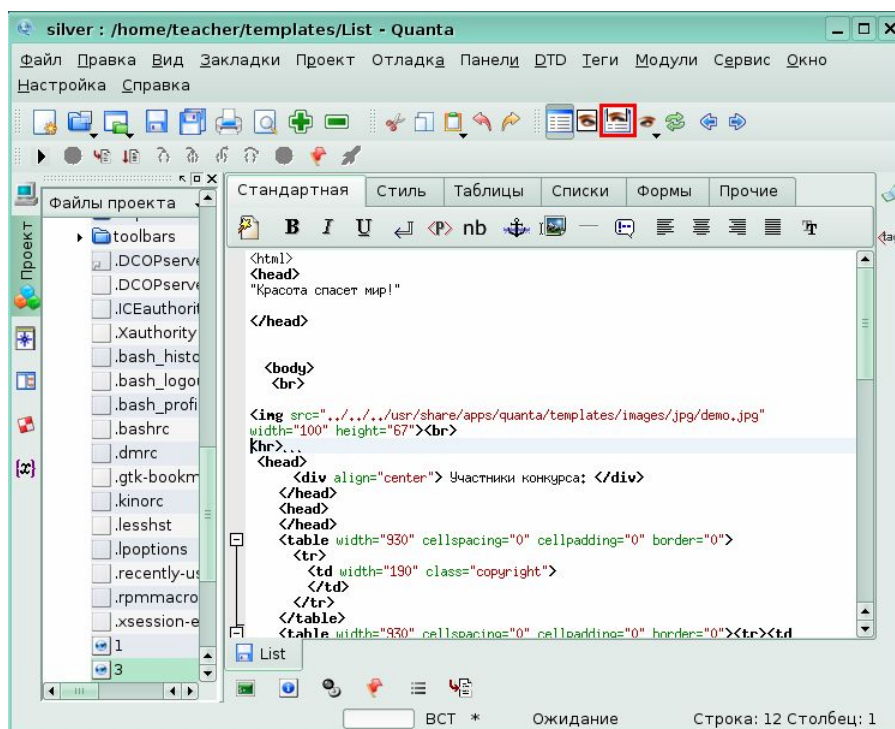 silver : /home/teacher/templates/List - Quanta
Файл Правка Вид Закладки Проект Отладка Панели DTD Теги Модули Сервис Окно
Настройка Справка
Файлы проекта
Проект
toolbars
.DCOPserve
.DCOPserve
.ICEauthorit
.Xauthority
.bash_histo
.bash_logou
.bash_profi
.bashrc
.dmrc
.gtk-bookm
.kinorc
.lesshst
.lpoptions
.recently-us
.rpmmacro
.xsession-e
1
3
Стандартная Стиль Таблицы Списки Формы Прочие
B I U <P> nb
<html>
<head>
"Красота спасет мир!"
</head>
<body>
<br>
<img src="../../../usr/share/apps/quanta/templates/images/jpg/demo.jpg"
width="100" height="67"><br>
<hr>...
<head>
<div align="center"> Участники конкурса: </div>
</head>
<head>
</head>
<table width="930" cellspacing="0" cellpadding="0" border="0">
<tr>
<td width="190" class="copyright">
</td>
</tr>
</table>
<table width="930" cellspacing="0" cellpadding="0" border="0"><tr><td
List
ВСТ * Ожидание Строка: 12 Столбец: 1